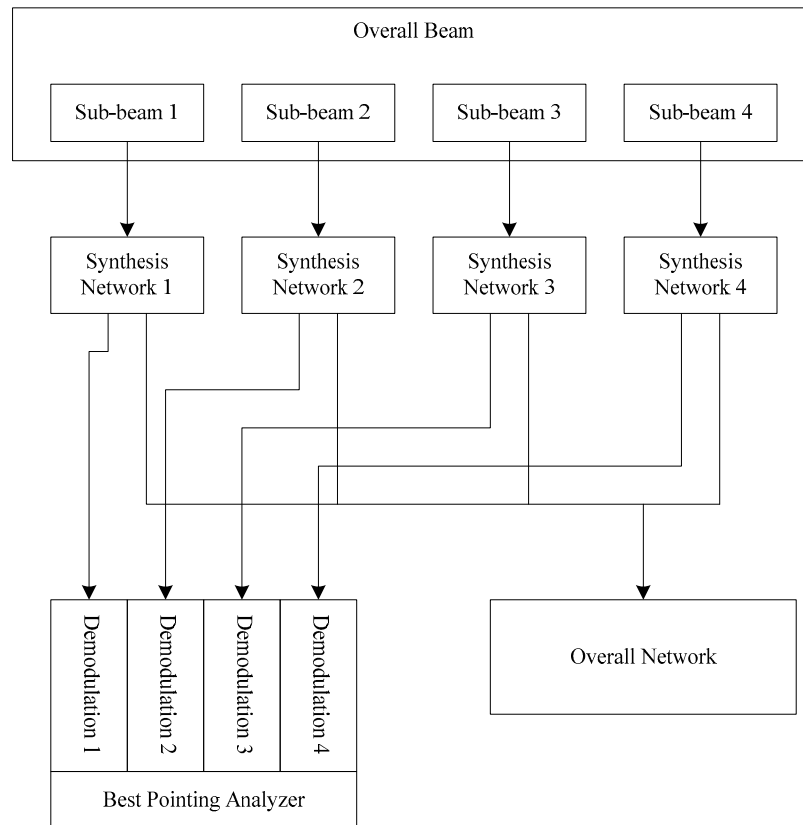 Overall Beam
Sub-beam 1
Sub-beam 2
Sub-beam 3
Sub-beam 4
Synthesis
Network 1
Synthesis
Network 2
Synthesis
Network 3
Synthesis
Network 4
Demodulation 1
Demodulation 2
Demodulation 3
Demodulation 4
Overall Network
Best Pointing Analyzer